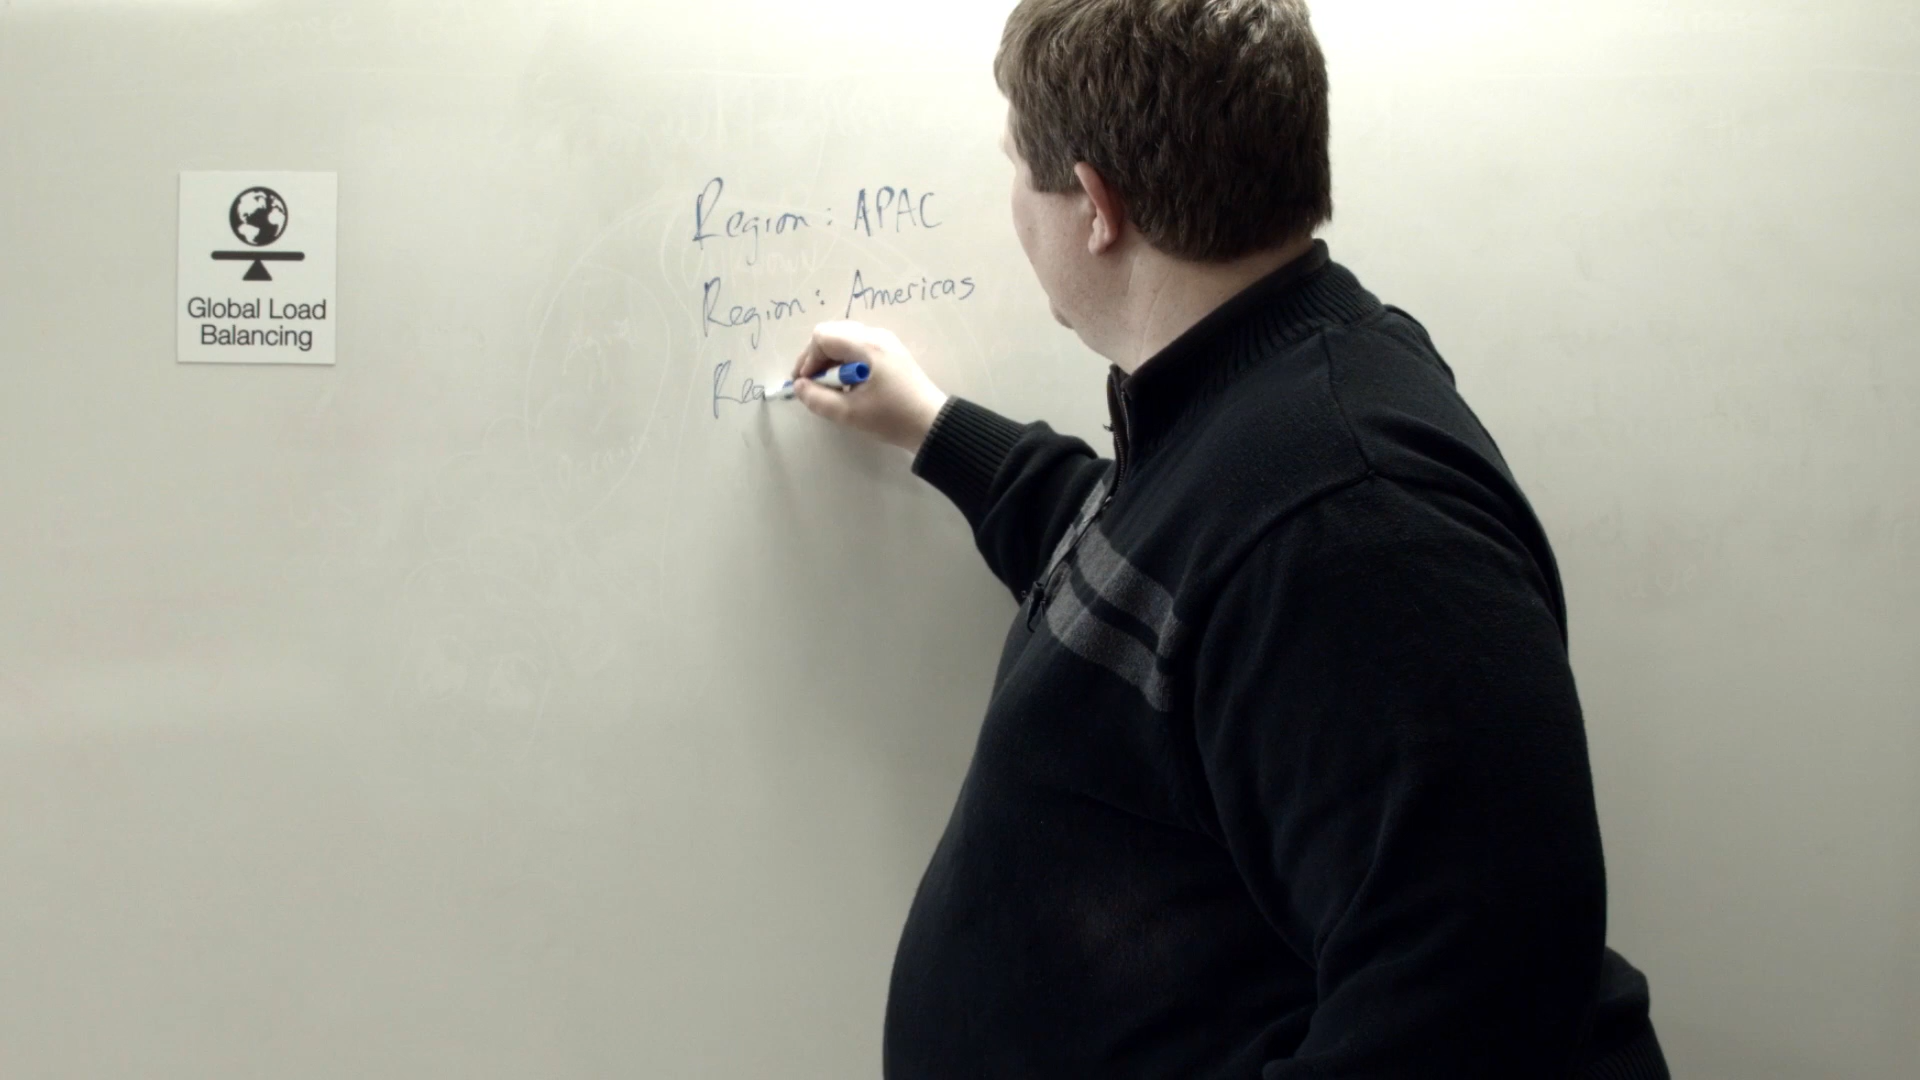 Global Load
Balancing
Region: APAC
Region: Americas
Reg